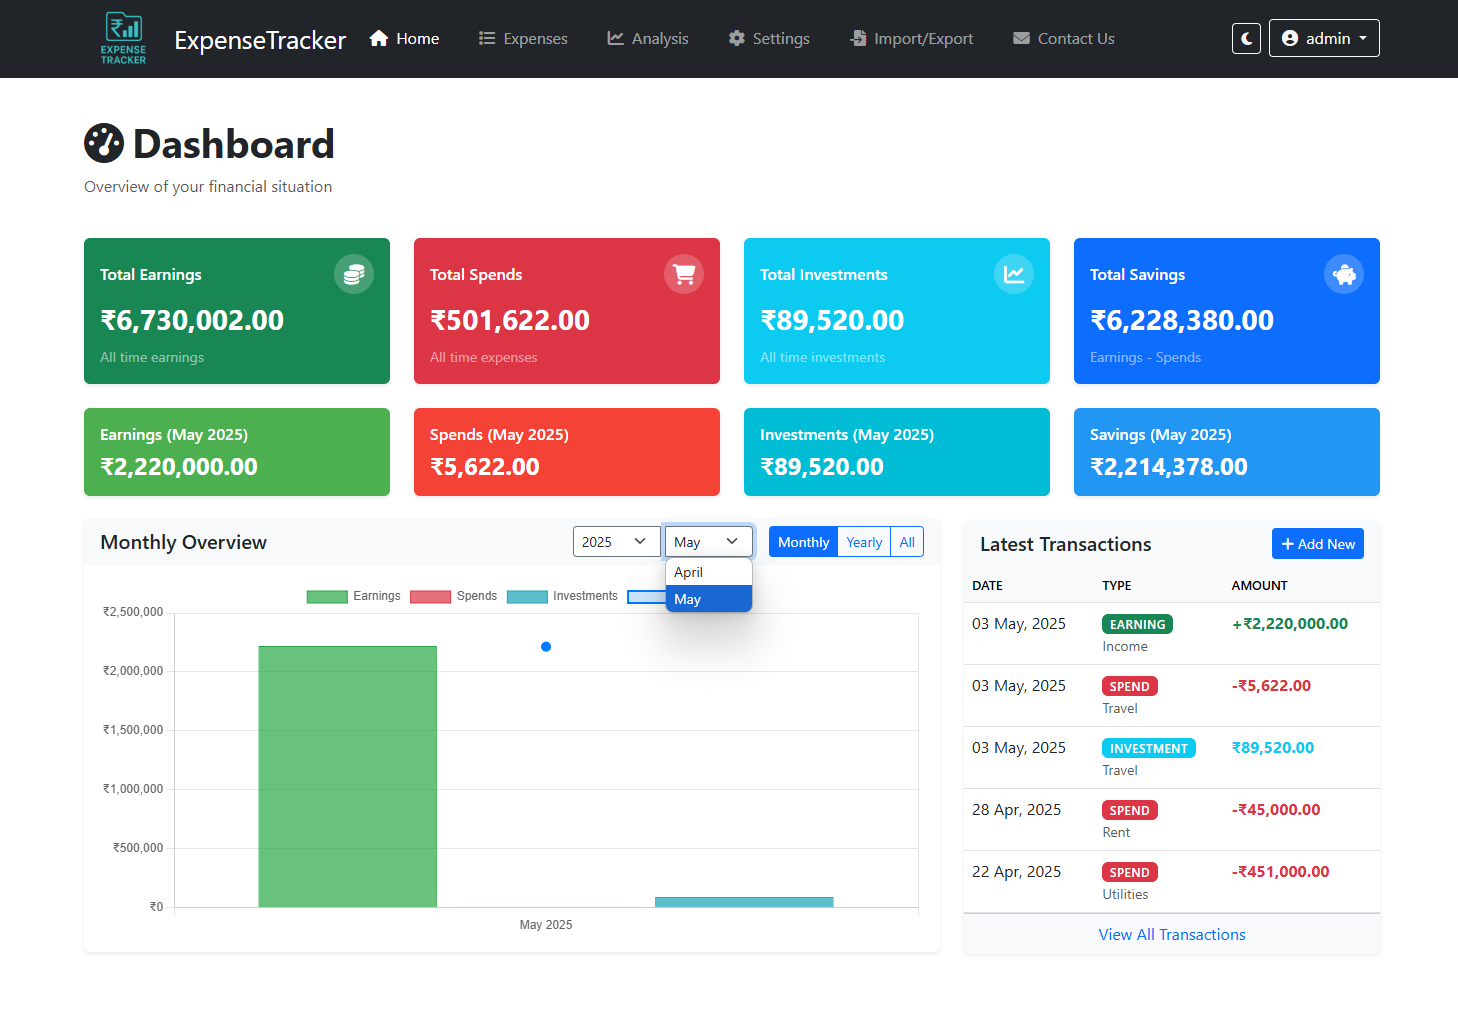 EXPENSE
TRACKER
ExpenseTracker
Home
Expenses
Analysis
Settings
Import/Export
Contact Us
admin
Dashboard
Overview of your financial situation
Total Earnings
₹6,730,002.00
All time earnings
Total Spends
₹501,622.00
All time expenses
Total Investments
₹89,520.00
All time investments
Total Savings
₹6,228,380.00
Earnings - Spends
Earnings (May 2025)
₹2,220,000.00
Spends (May 2025)
₹5,622.00
Investments (May 2025)
₹89,520.00
Savings (May 2025)
₹2,214,378.00
Monthly Overview
2025
May
Monthly
Yearly
All
April
May
Earnings
Spends
Investments
₹2,500,000
₹2,000,000
₹1,500,000
₹1,000,000
₹500,000
₹0
May 2025
Latest Transactions
+ Add New
DATE TYPE AMOUNT
03 May, 2025 EARNING +₹2,220,000.00
Income
03 May, 2025 SPEND -₹5,622.00
Travel
03 May, 2025 INVESTMENT ₹89,520.00
Travel
28 Apr, 2025 SPEND -₹45,000.00
Rent
22 Apr, 2025 SPEND -₹451,000.00
Utilities
View All Transactions